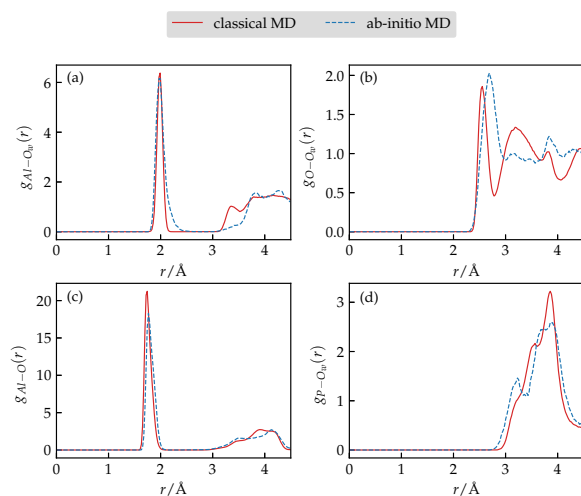 classical MD ab-initio MD
(a) (b)
6
4
2
0
g_{Al-O_w}(r)
0 1 2 3 4
r/Å
2.0
1.5
1.0
0.5
0.0
g_{O-O_w}(r)
0 1 2 3 4
r/Å
(c) (d)
20
15
10
5
0
g_{Al-O}(r)
0 1 2 3 4
r/Å
3
2
1
0
g_{P-O_w}(r)
0 1 2 3 4
r/Å